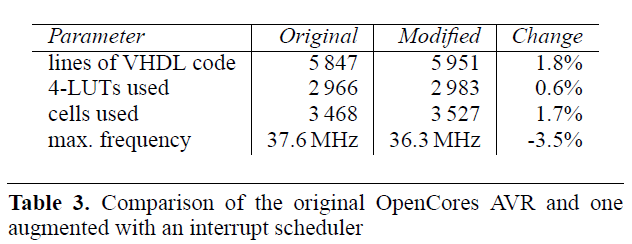 Parameter Original Modified Change
lines of VHDL code 5 847 5 951 1.8%
4-LUTs used 2 966 2 983 0.6%
cells used 3 468 3 527 1.7%
max. frequency 37.6 MHz 36.3 MHz -3.5%
Table 3. Comparison of the original OpenCores AVR and one
augmented with an interrupt scheduler